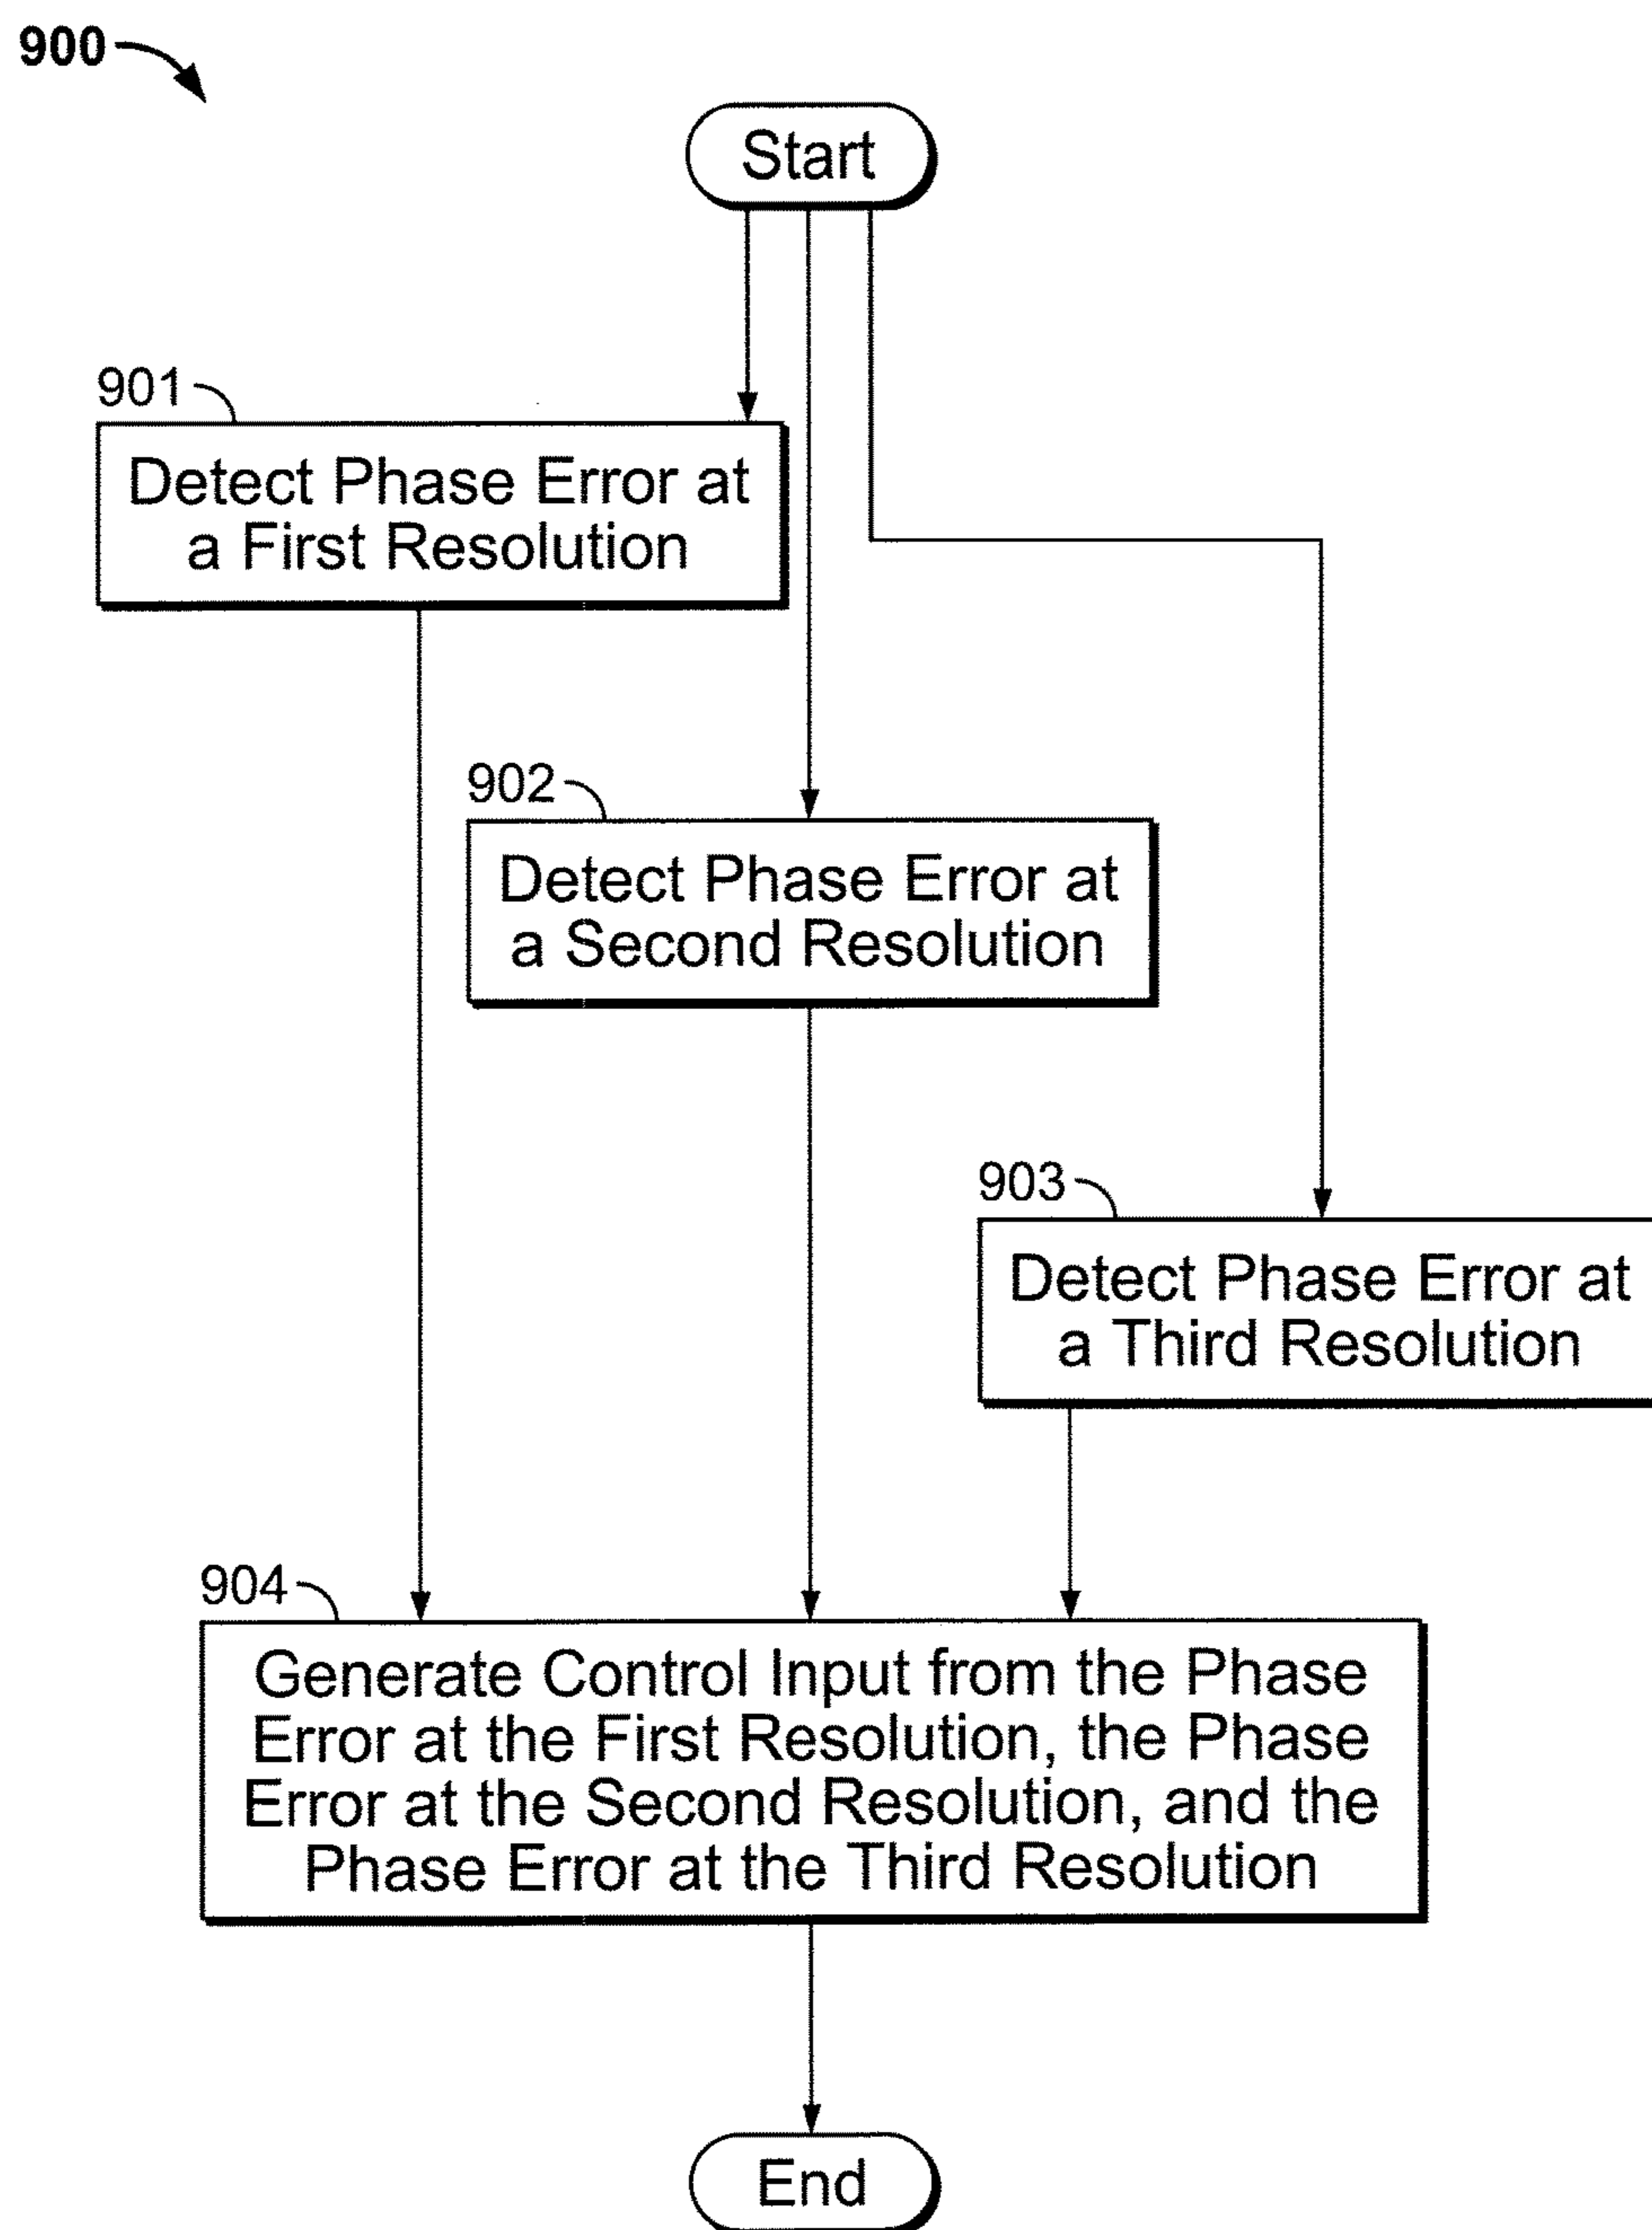 900
Start
901
Detect Phase Error at
a First Resolution
902
Detect Phase Error at
a Second Resolution
903
Detect Phase Error at
a Third Resolution
904
Generate Control Input from the Phase
Error at the First Resolution, the Phase
Error at the Second Resolution, and the
Phase Error at the Third Resolution
End